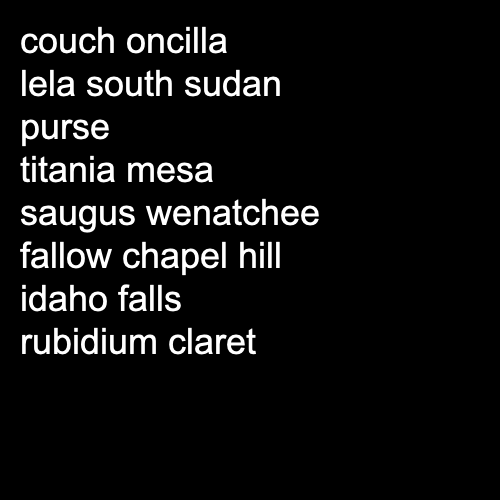 couch oncilla
lela south sudan
purse
titania mesa
saugus wenatchee
fallow chapel hill
idaho falls
rubidium claret